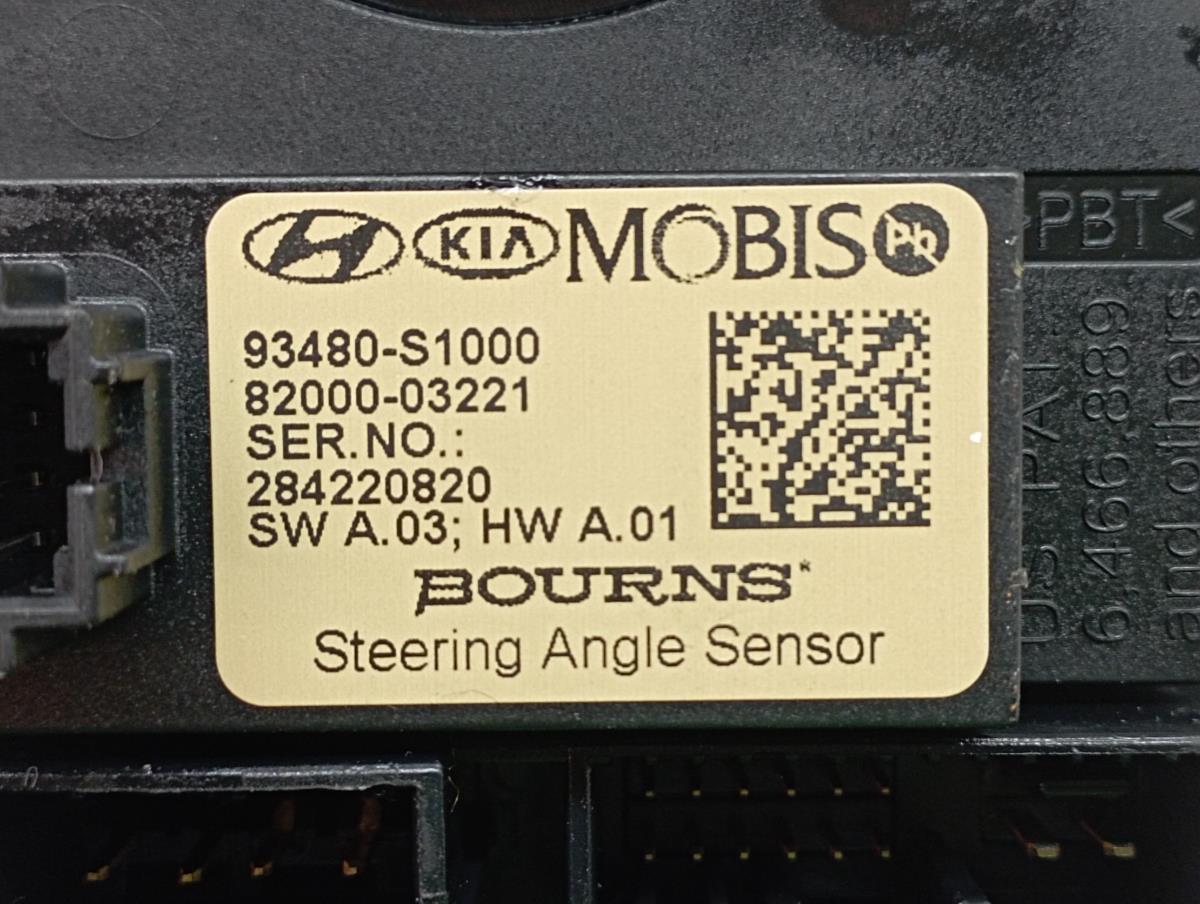 KIA MOBIS Pb
93480-S1000
82000-03221
SER.NO.:
284220820
SW A.03; HW A.01
BOURNS*
Steering Angle Sensor
>PBT<
US PAT.
6,466,889
and others